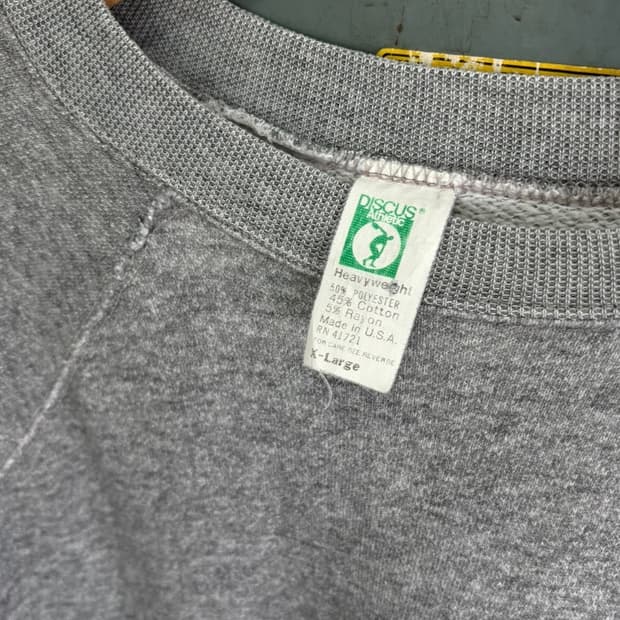 DISCUS®
Athletic
Heavyweight
50% POLYESTER
45% Cotton
5% Rayon
Made in U.S.A.
RN 41721
FOR CARE SEE REVERSE
X-Large